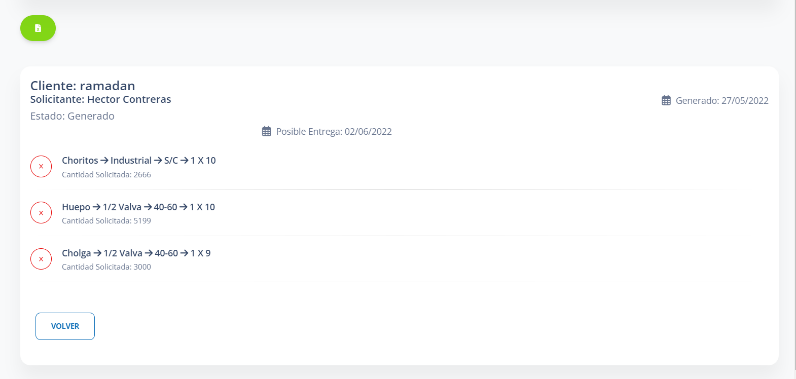 Cliente: ramadan
Solicitante: Hector Contreras
Generado: 27/05/2022
Estado: Generado
Posible Entrega: 02/06/2022
Choritos → Industrial → S/C → 1 X 10
Cantidad Solicitada: 2666
Huepo → 1/2 Valva → 40-60 → 1 X 10
Cantidad Solicitada: 5199
Cholga → 1/2 Valva → 40-60 → 1 X 9
Cantidad Solicitada: 3000
VOLVER